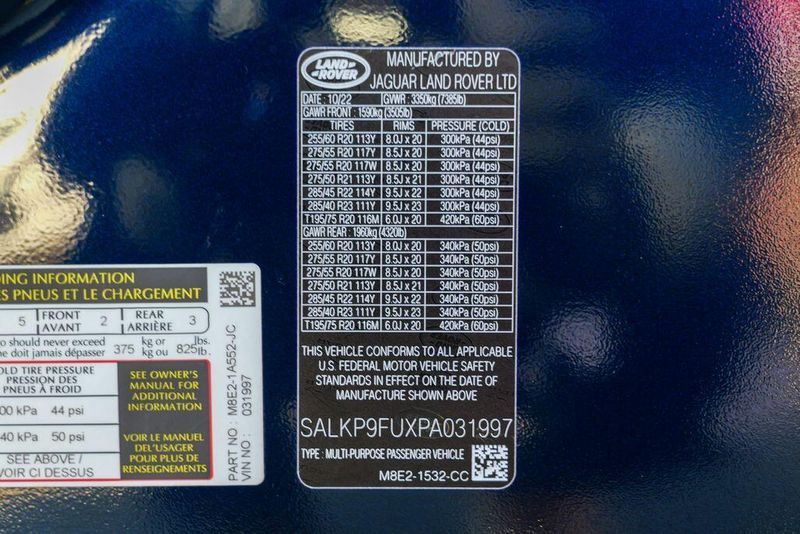 LAND ROVER
MANUFACTURED BY
JAGUAR LAND ROVER LTD
DATE : 10/22 GVWR : 3350kg (7385lb)
GAWR FRONT : 1590kg (3505lb)
TIRES RIMS PRESSURE (COLD)
255/60 R20 113Y 8.0J x 20 300kPa (44psi)
275/55 R20 117Y 8.5J x 20 300kPa (44psi)
275/55 R20 117W 8.5J x 20 300kPa (44psi)
275/50 R21 113Y 8.5J x 21 300kPa (44psi)
285/45 R22 114Y 9.5J x 22 300kPa (44psi)
285/40 R23 111Y 9.5J x 23 300kPa (44psi)
T195/75 R20 116M 6.0J x 20 420kPa (60psi)
GAWR REAR : 1960kg (4320lb)
255/60 R20 113Y 8.0J x 20 340kPa (50psi)
275/55 R20 117Y 8.5J x 20 340kPa (50psi)
275/55 R20 117W 8.5J x 20 340kPa (50psi)
275/50 R21 113Y 8.5J x 21 340kPa (50psi)
285/45 R22 114Y 9.5J x 22 340kPa (50psi)
285/40 R23 111Y 9.5J x 23 340kPa (50psi)
T195/75 R20 116M 6.0J x 20 420kPa (60psi)
THIS VEHICLE CONFORMS TO ALL APPLICABLE
U.S. FEDERAL MOTOR VEHICLE SAFETY
STANDARDS IN EFFECT ON THE DATE OF
MANUFACTURE SHOWN ABOVE
SALKP9FUXPA031997
TYPE : MULTI-PURPOSE PASSENGER VEHICLE
M8E2-1532-CC
ING INFORMATION
ES PNEUS ET LE CHARGEMENT
5 FRONT AVANT 2 REAR ARRIÈRE 3
o should never exceed
ne doit jamais dépasser 375 kg or kg ou 825 lbs. lb.
OLD TIRE PRESSURE
PRESSION DES
PNEUS À FROID
00 kPa 44 psi
40 kPa 50 psi
SEE ABOVE /
VOIR CI DESSUS
SEE OWNER'S
MANUAL FOR
ADDITIONAL
INFORMATION
VOIR LE MANUEL
DEL'USAGER
POUR PLUS DE
RENSEIGNEMENTS
PART NO : M8E2-1A552-JC
VIN NO : 031997